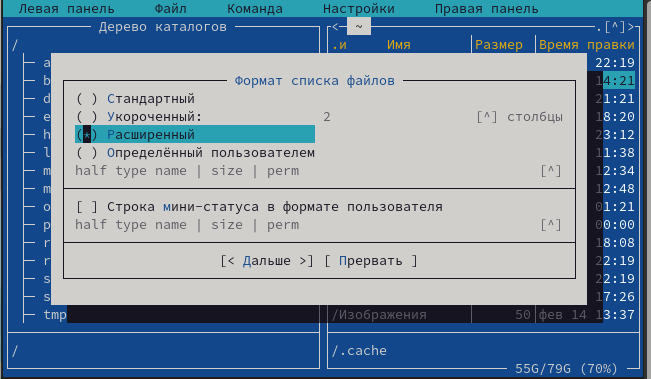 Левая панель Файл Команда Настройки Правая панель
Дерево каталогов <─ ~ .[^]>
/ .и Имя Размер Время правки
a 22:19
Формат списка файлов
b 14:21
( ) Стандартный
d 21:21
( ) Укороченный: 2 [^] столбцы
e 18:20
(*) Расширенный
h 23:12
( ) Определённый пользователем
l 11:38
half type name | size | perm [^]
m 12:34
m 12:48
[ ] Строка мини-статуса в формате пользователя
o 01:21
half type name | size | perm [^]
p 00:00
r 18:08
[< Дальше >] [ Прервать ]
r 22:19
s 22:19
s 17:26
tmp /Изображения 50 фев 14 13:37
/ /.cache
55G/79G (70%)